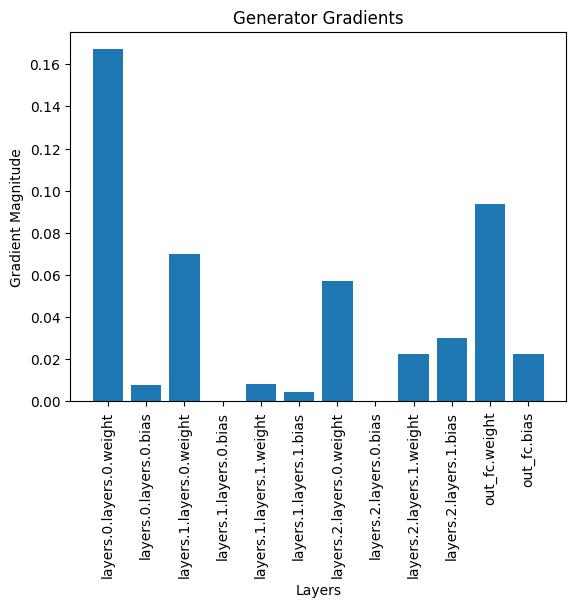 Generator Gradients
Gradient Magnitude
0.16
0.14
0.12
0.10
0.08
0.06
0.04
0.02
0.00
layers.0.layers.0.weight
layers.0.layers.0.bias
layers.1.layers.0.weight
layers.1.layers.0.bias
layers.1.layers.1.weight
layers.1.layers.1.bias
layers.2.layers.0.weight
layers.2.layers.0.bias
layers.2.layers.1.weight
layers.2.layers.1.bias
out_fc.weight
out_fc.bias
Layers